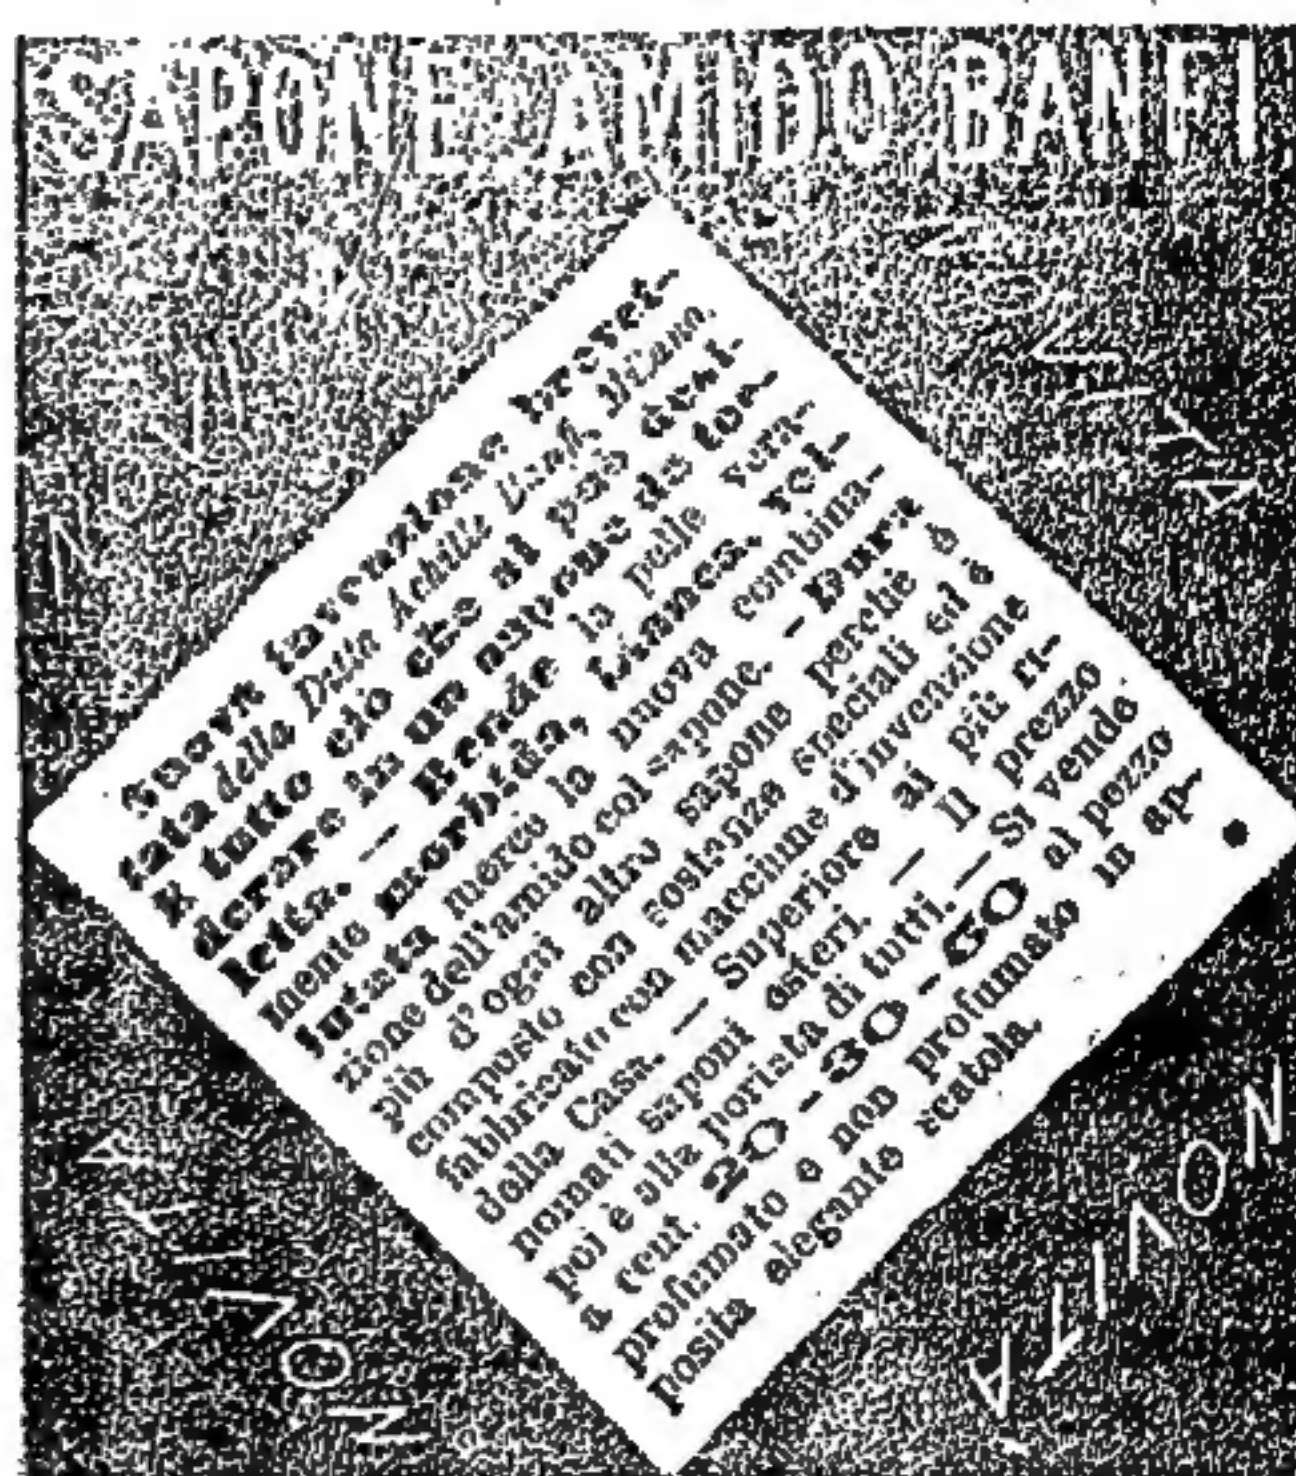 SAPONE AMIDO BANFI
NOVITA
NOVITA
Nuova invenzione brevet-
tata della Ditta Achille Banfi, Milano.
È tutto ciò che si può desi-
derare in un sapone da toe-
letta. — Rende la pelle vera-
mente morbida, bianca, vel-
lutata mercè la nuova combina-
zione dell'amido col sapone. — Dura
più d'ogni altro sapone perchè è
composto con sostanze speciali ed è
fabbricato con macchine d'invenzione
della Casa. — Superiore ai più ri-
nomati saponi esteri. — Il prezzo
poi è alla portata di tutti. — Si vende
a cent. 20-30-50 al pezzo
profumato e non profumato in ap-
posita elegante scatola.
NOVITA
NOVITA